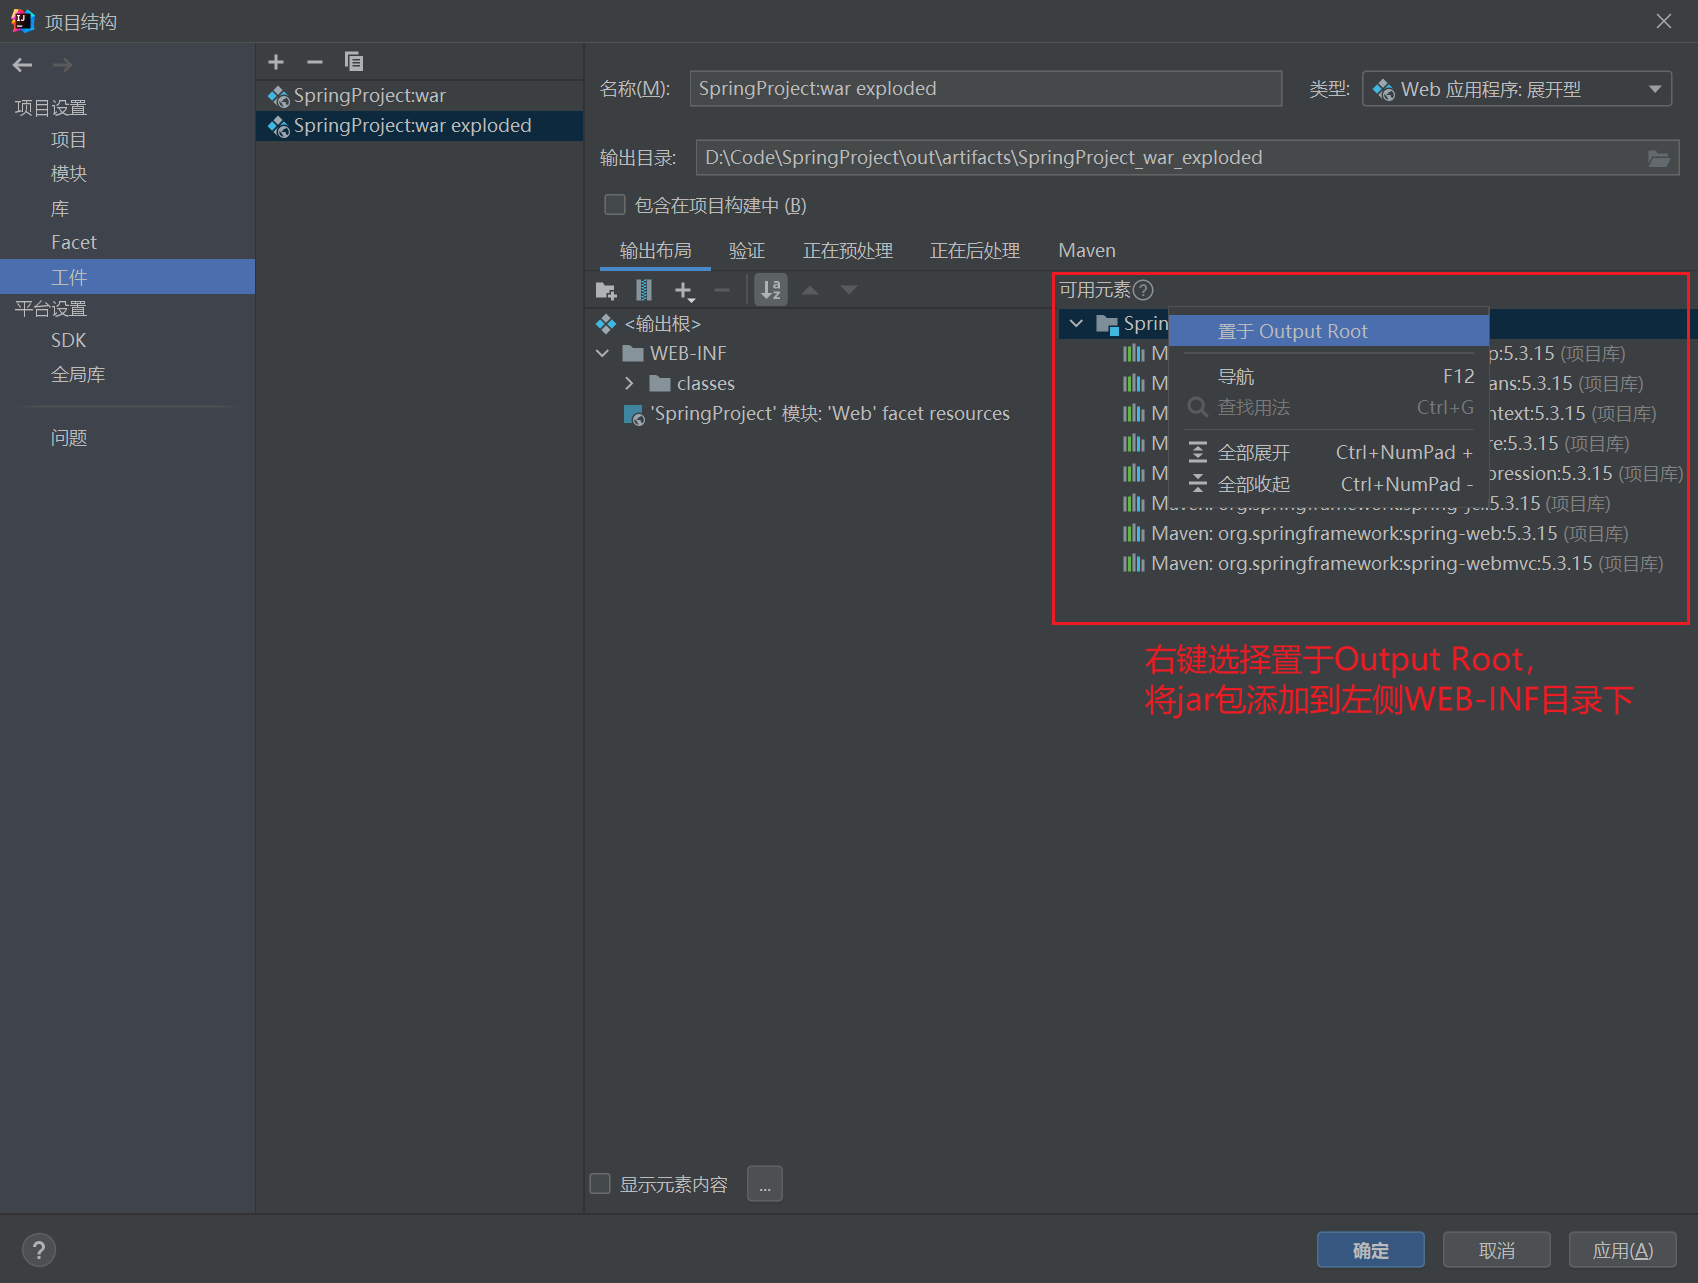 项目结构
项目设置
项目
模块
库
Facet
工件
平台设置
SDK
全局库
问题
SpringProject:war
SpringProject:war exploded
名称(M):
SpringProject:war exploded
类型:
Web 应用程序: 展开型
输出目录:
D:\Code\SpringProject\out\artifacts\SpringProject_war_exploded
包含在项目构建中 (B)
输出布局 验证 正在预处理 正在后处理 Maven
<输出根>
WEB-INF
classes
'SpringProject' 模块: 'Web' facet resources
可用元素
Sprin
置于 Output Root
导航 F12
查找用法 Ctrl+G
全部展开 Ctrl+NumPad +
全部收起 Ctrl+NumPad -
M p:5.3.15 (项目库)
M ans:5.3.15 (项目库)
M ntext:5.3.15 (项目库)
M re:5.3.15 (项目库)
M pression:5.3.15 (项目库)
Maven: org.springframework:spring-jcl:5.3.15 (项目库)
Maven: org.springframework:spring-web:5.3.15 (项目库)
Maven: org.springframework:spring-webmvc:5.3.15 (项目库)
右键选择置于Output Root，
将jar包添加到左侧WEB-INF目录下
显示元素内容 ...
? 确定 取消 应用(A)